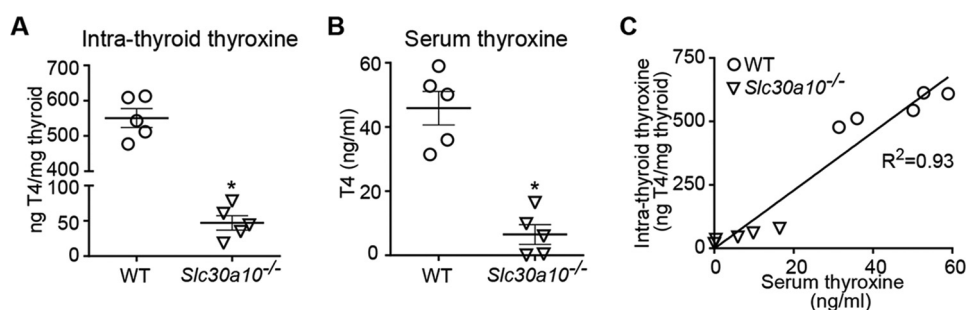 A
Intra-thyroid thyroxine
ng T4/mg thyroid
700
600
500
400
100
50
0
*
WT
Slc30a10-/-
B
Serum thyroxine
T4 (ng/ml)
60
40
20
0
*
WT
Slc30a10-/-
C
Intra-thyroid thyroxine
(ng T4/mg thyroid)
750
500
250
0
WT
Slc30a10-/-
R2=0.93
0
20
40
60
Serum thyroxine
(ng/ml)